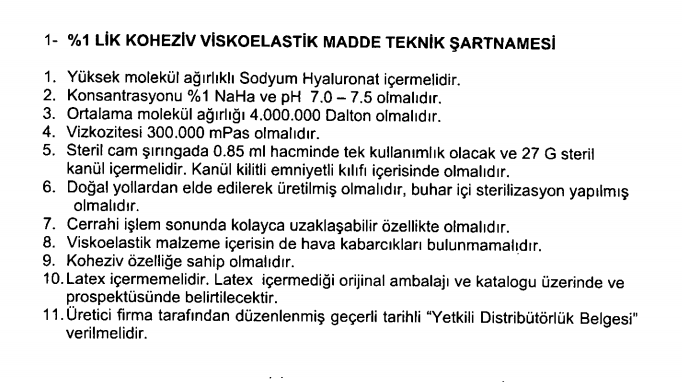 1- %1 LİK KOHEZİV VİSKOELASTİK MADDE TEKNİK ŞARTNAMESİ
1. Yüksek molekül ağırlıklı Sodyum Hyaluronat içermelidir.
2. Konsantrasyonu %1 NaHa ve pH 7.0 – 7.5 olmalıdır.
3. Ortalama molekül ağırlığı 4.000.000 Dalton olmalıdır.
4. Vizkozitesi 300.000 mPas olmalıdır.
5. Steril cam şırıngada 0.85 ml hacminde tek kullanımlık olacak ve 27 G steril
kanül içermelidir. Kanül kilitli emniyetli kılıfı içerisinde olmalıdır.
6. Doğal yollardan elde edilerek üretilmiş olmalıdır, buhar içi sterilizasyon yapılmış
olmalıdır.
7. Cerrahi işlem sonunda kolayca uzaklaşabilir özellikte olmalıdır.
8. Viskoelastik malzeme içerisin de hava kabarcıkları bulunmamalıdır.
9. Koheziv özelliğe sahip olmalıdır.
10. Latex içermemelidir. Latex içermediği orijinal ambalajı ve katalogu üzerinde ve
prospektüsünde belirtilecektir.
11. Üretici firma tarafından düzenlenmiş geçerli tarihli “Yetkili Distribütörlük Belgesi”
verilmelidir.